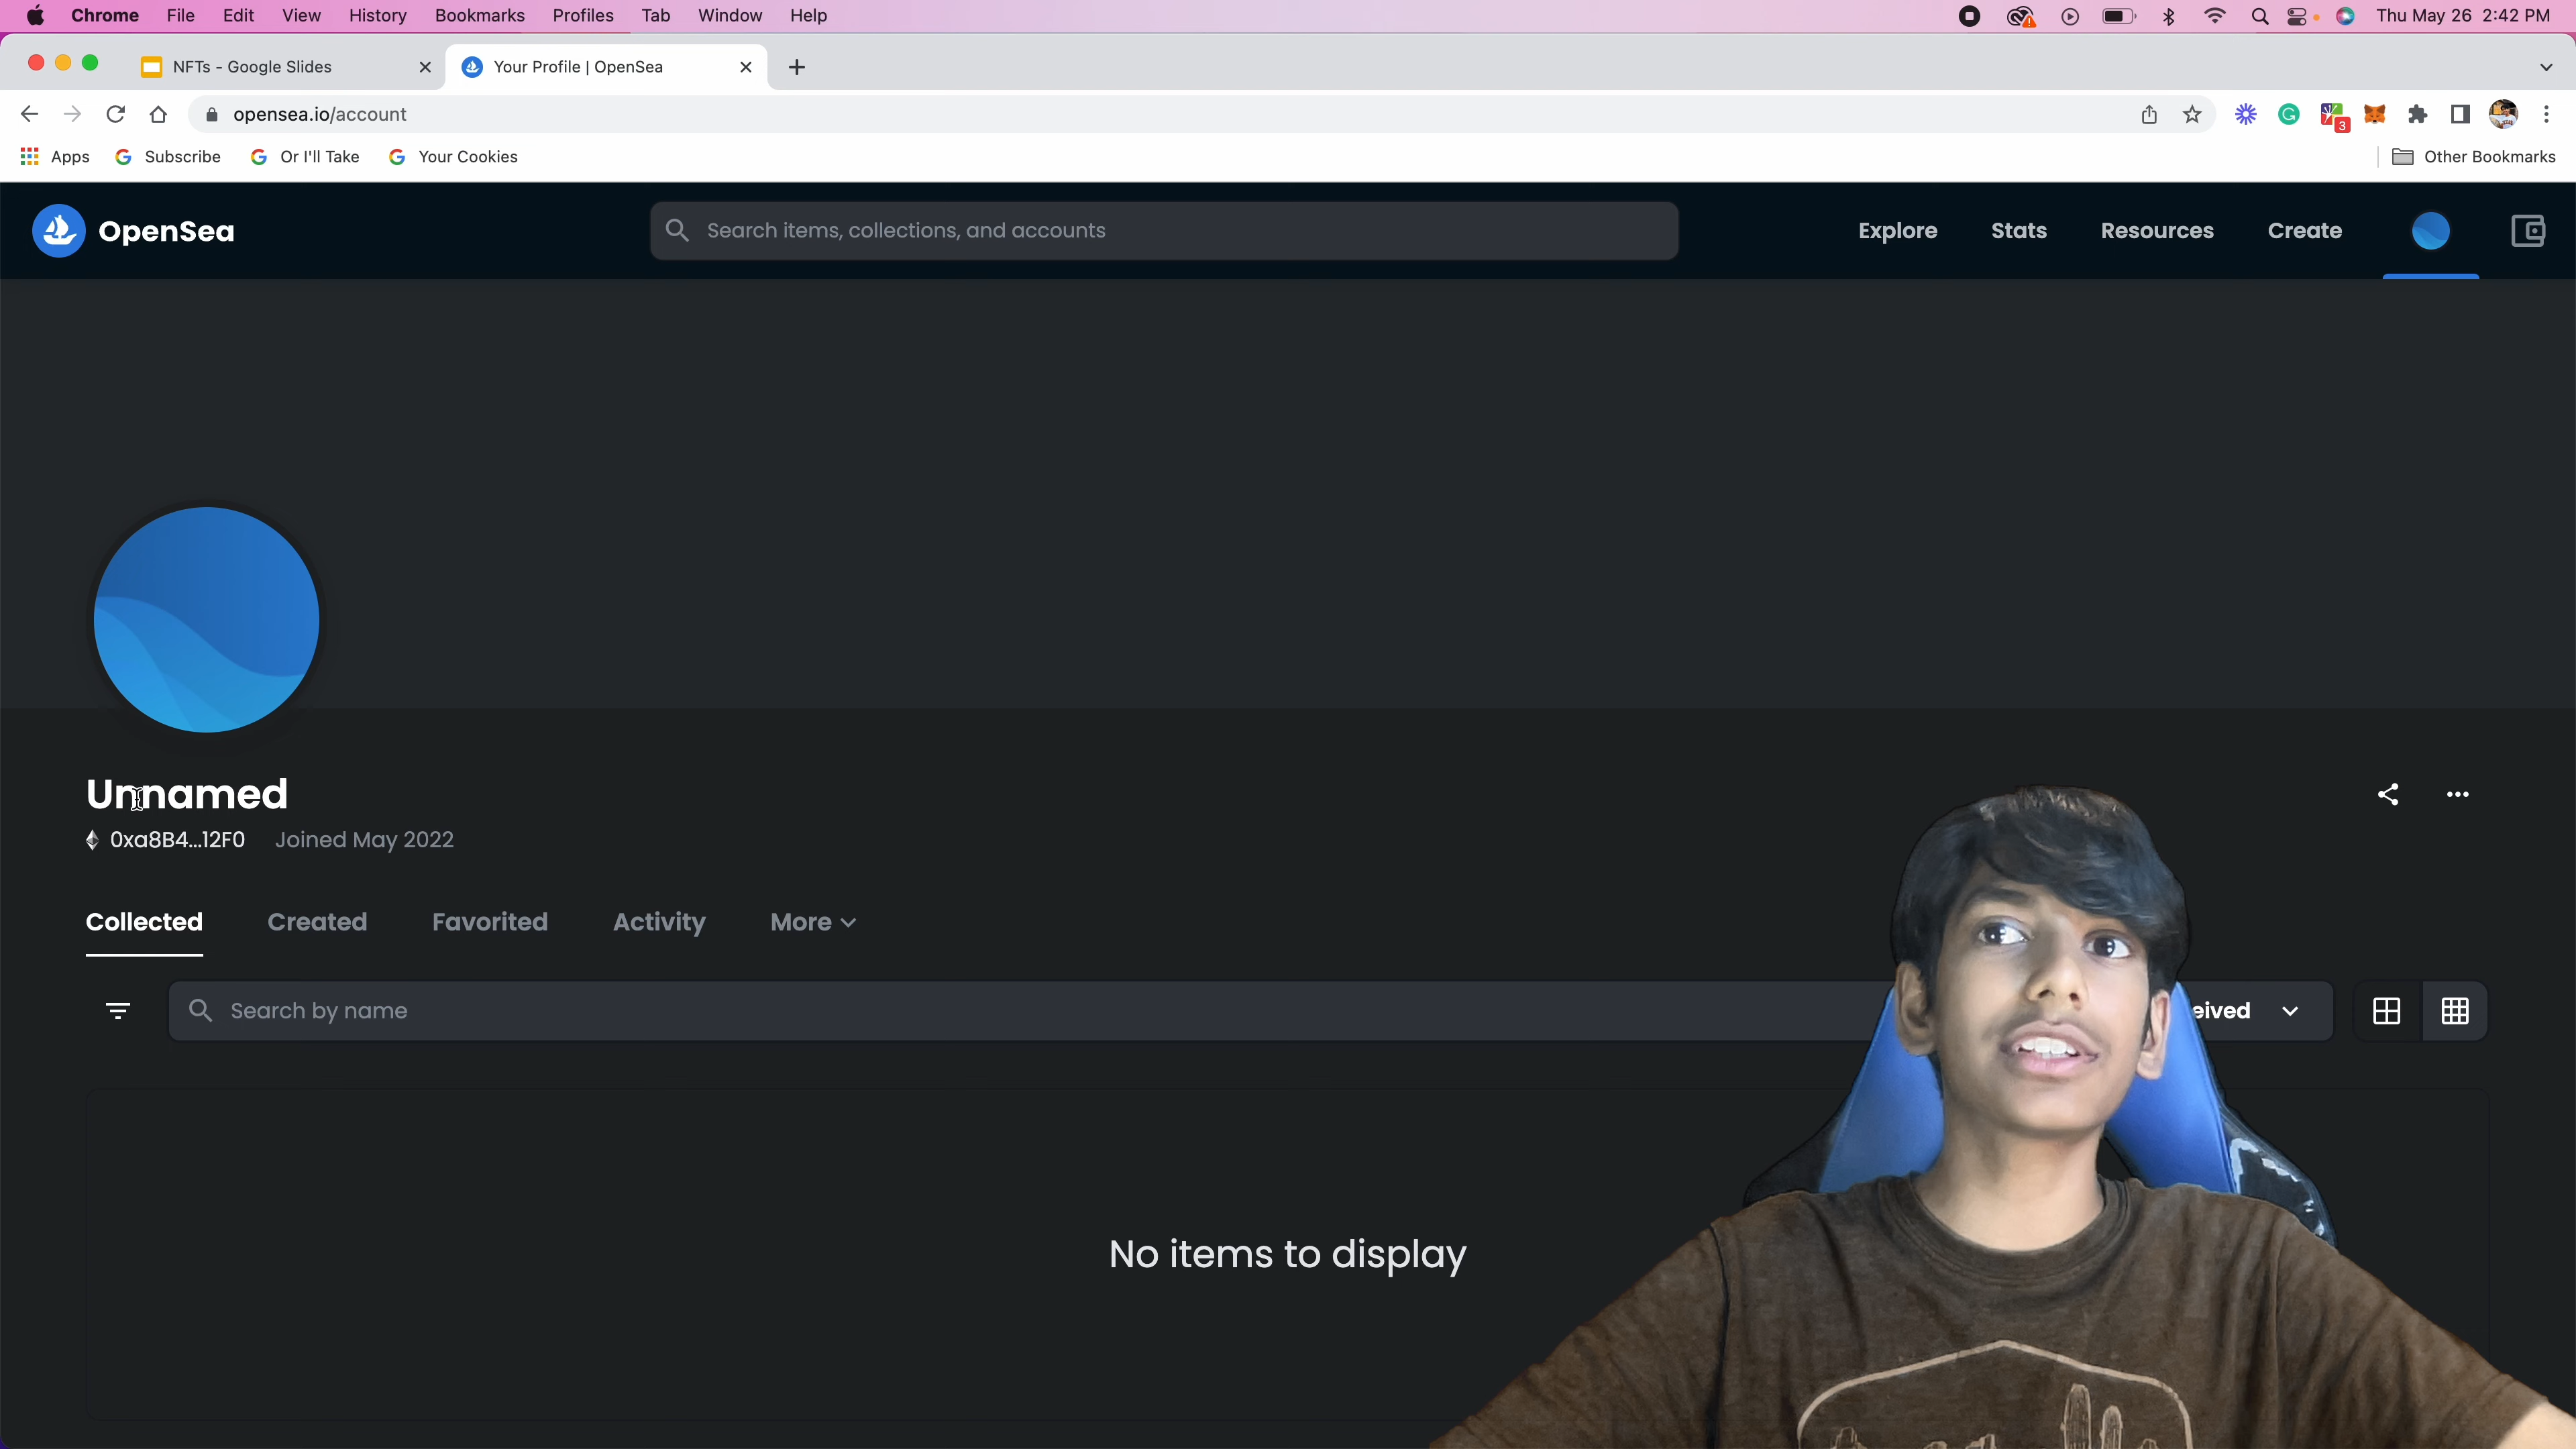 Chrome File Edit View History Bookmarks Profiles Tab Window Help Thu May 26 2:42 PM
NFTs - Google Slides Your Profile | OpenSea
opensea.io/account 3
Apps Subscribe Or I'll Take Your Cookies Other Bookmarks
OpenSea Search items, collections, and accounts Explore Stats Resources Create
Unnamed
0xa8B4...12F0 Joined May 2022
Collected Created Favorited Activity More
Search by name eived
No items to display